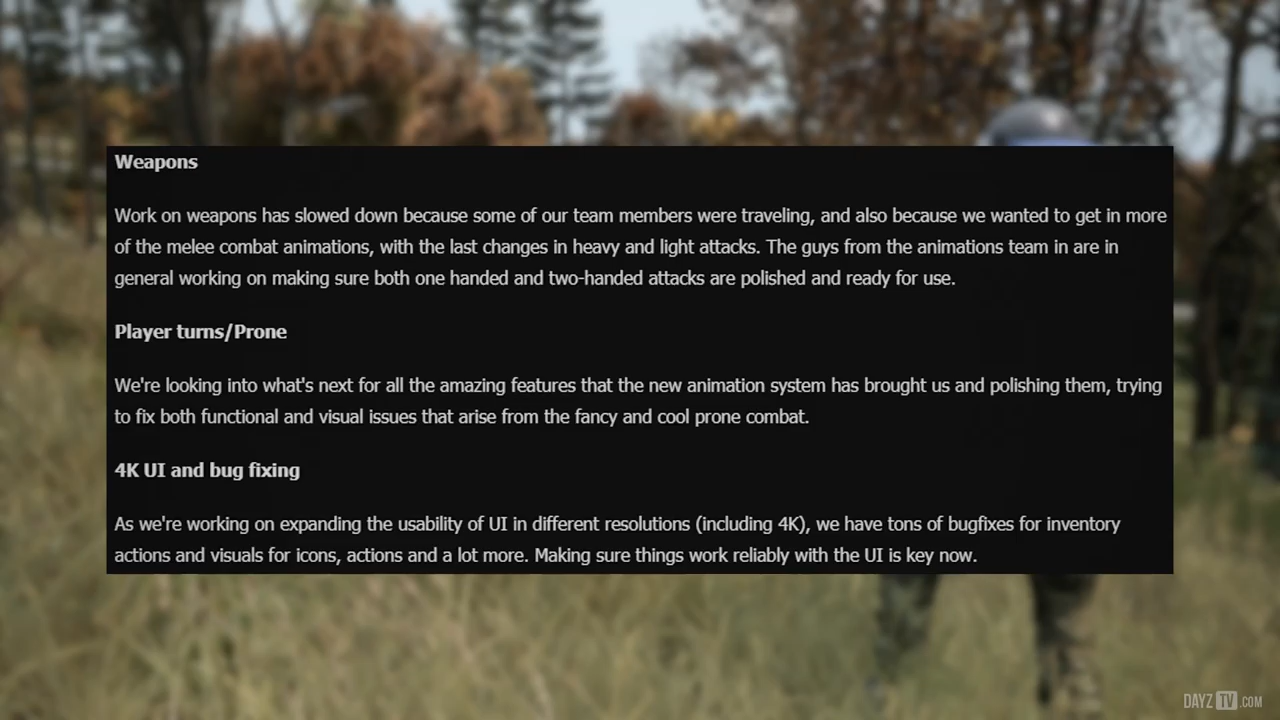 Weapons
Work on weapons has slowed down because some of our team members were traveling, and also because we wanted to get in more
of the melee combat animations, with the last changes in heavy and light attacks. The guys from the animations team in are in
general working on making sure both one handed and two-handed attacks are polished and ready for use.
Player turns/Prone
We're looking into what's next for all the amazing features that the new animation system has brought us and polishing them, trying
to fix both functional and visual issues that arise from the fancy and cool prone combat.
4K UI and bug fixing
As we're working on expanding the usability of UI in different resolutions (including 4K), we have tons of bugfixes for inventory
actions and visuals for icons, actions and a lot more. Making sure things work reliably with the UI is key now.
DAYZ TV .COM